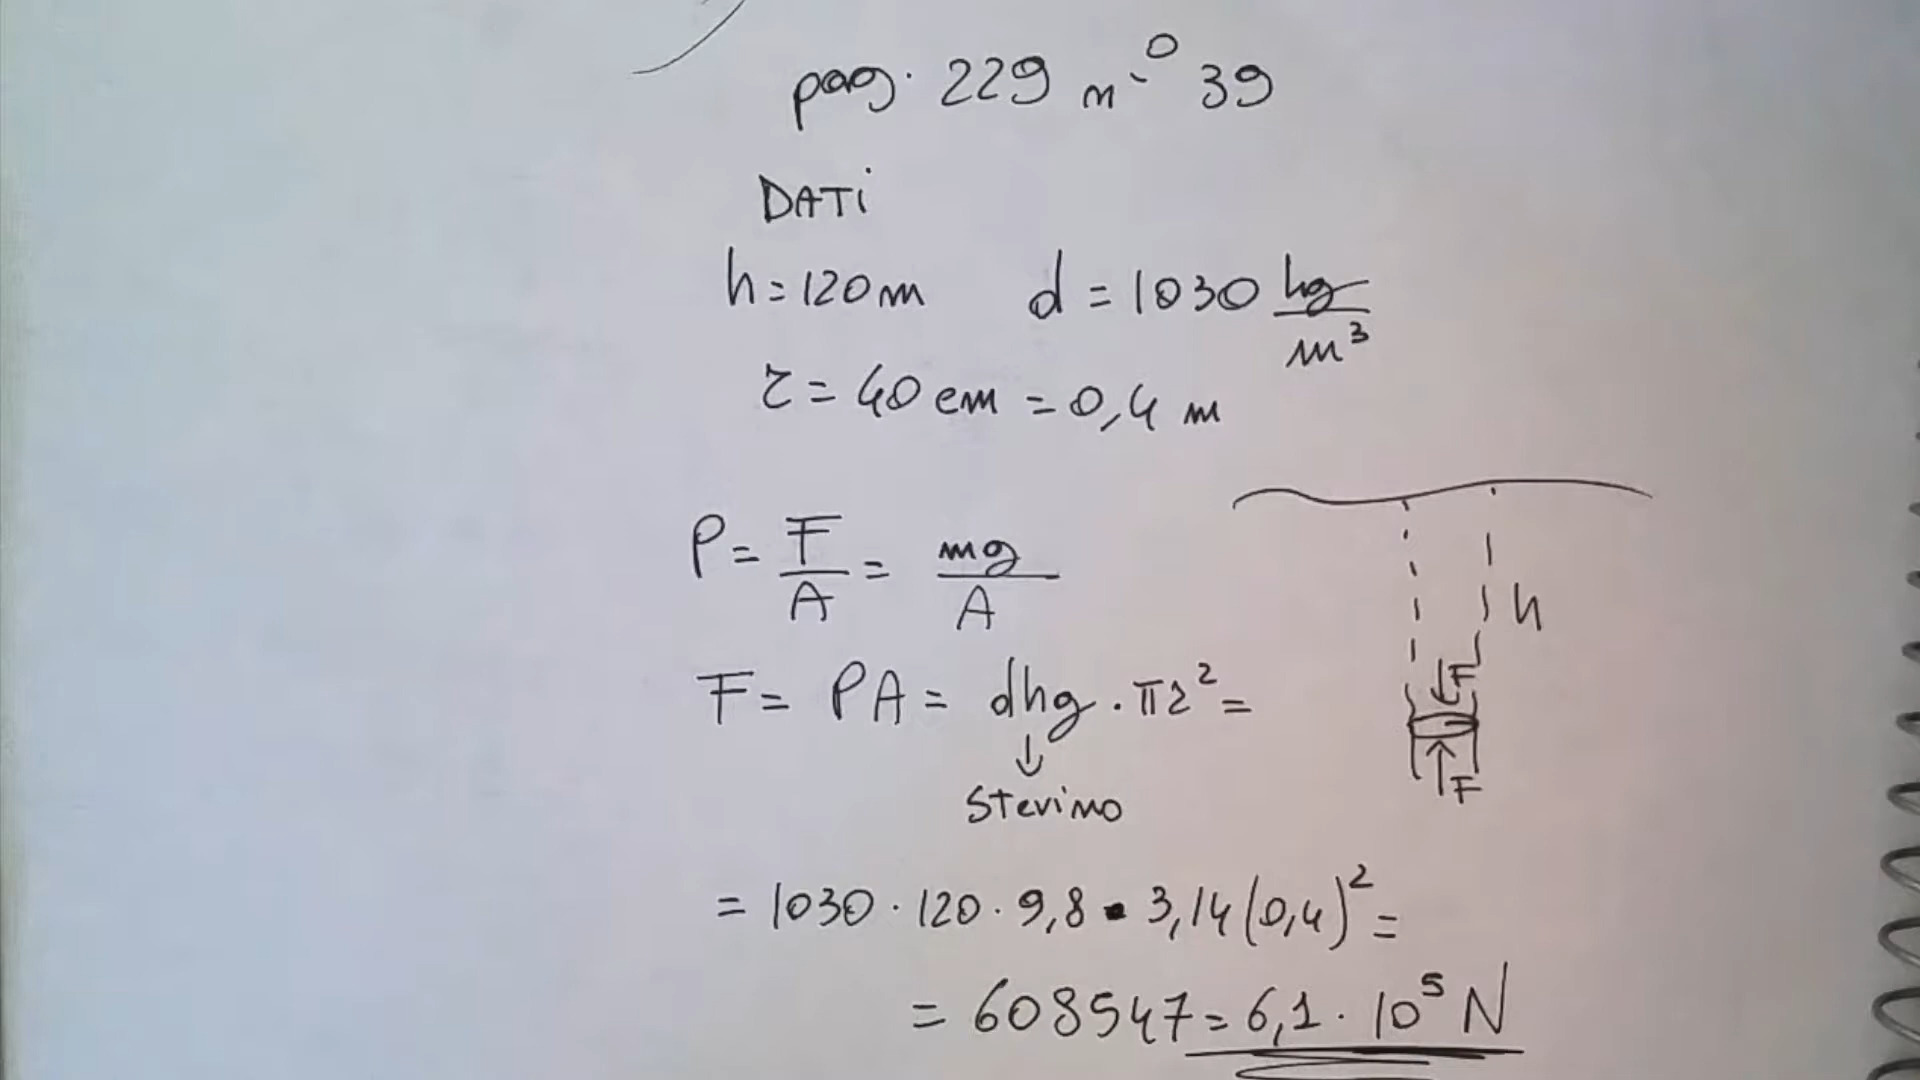 pag. 229 n.º 39
DATi
h = 120 m d = 1030 kg/m³
r = 40 cm = 0,4 m
P = F/A = mg/A
F = PA = dhg · πr² =
↓
Stevino
h
F
F
= 1030 · 120 · 9,8 · 3,14 (0,4)² =
= 608547 = 6,1 · 10⁵ N